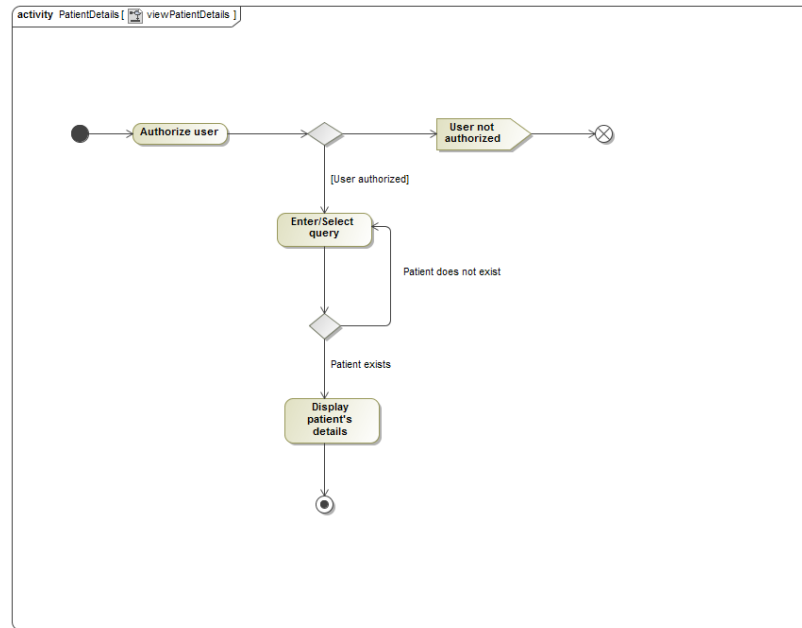 activity PatientDetails [ viewPatientDetails ]
Authorize user
User not
authorized
[User authorized]
Enter/Select
query
Patient does not exist
Patient exists
Display
patient's
details